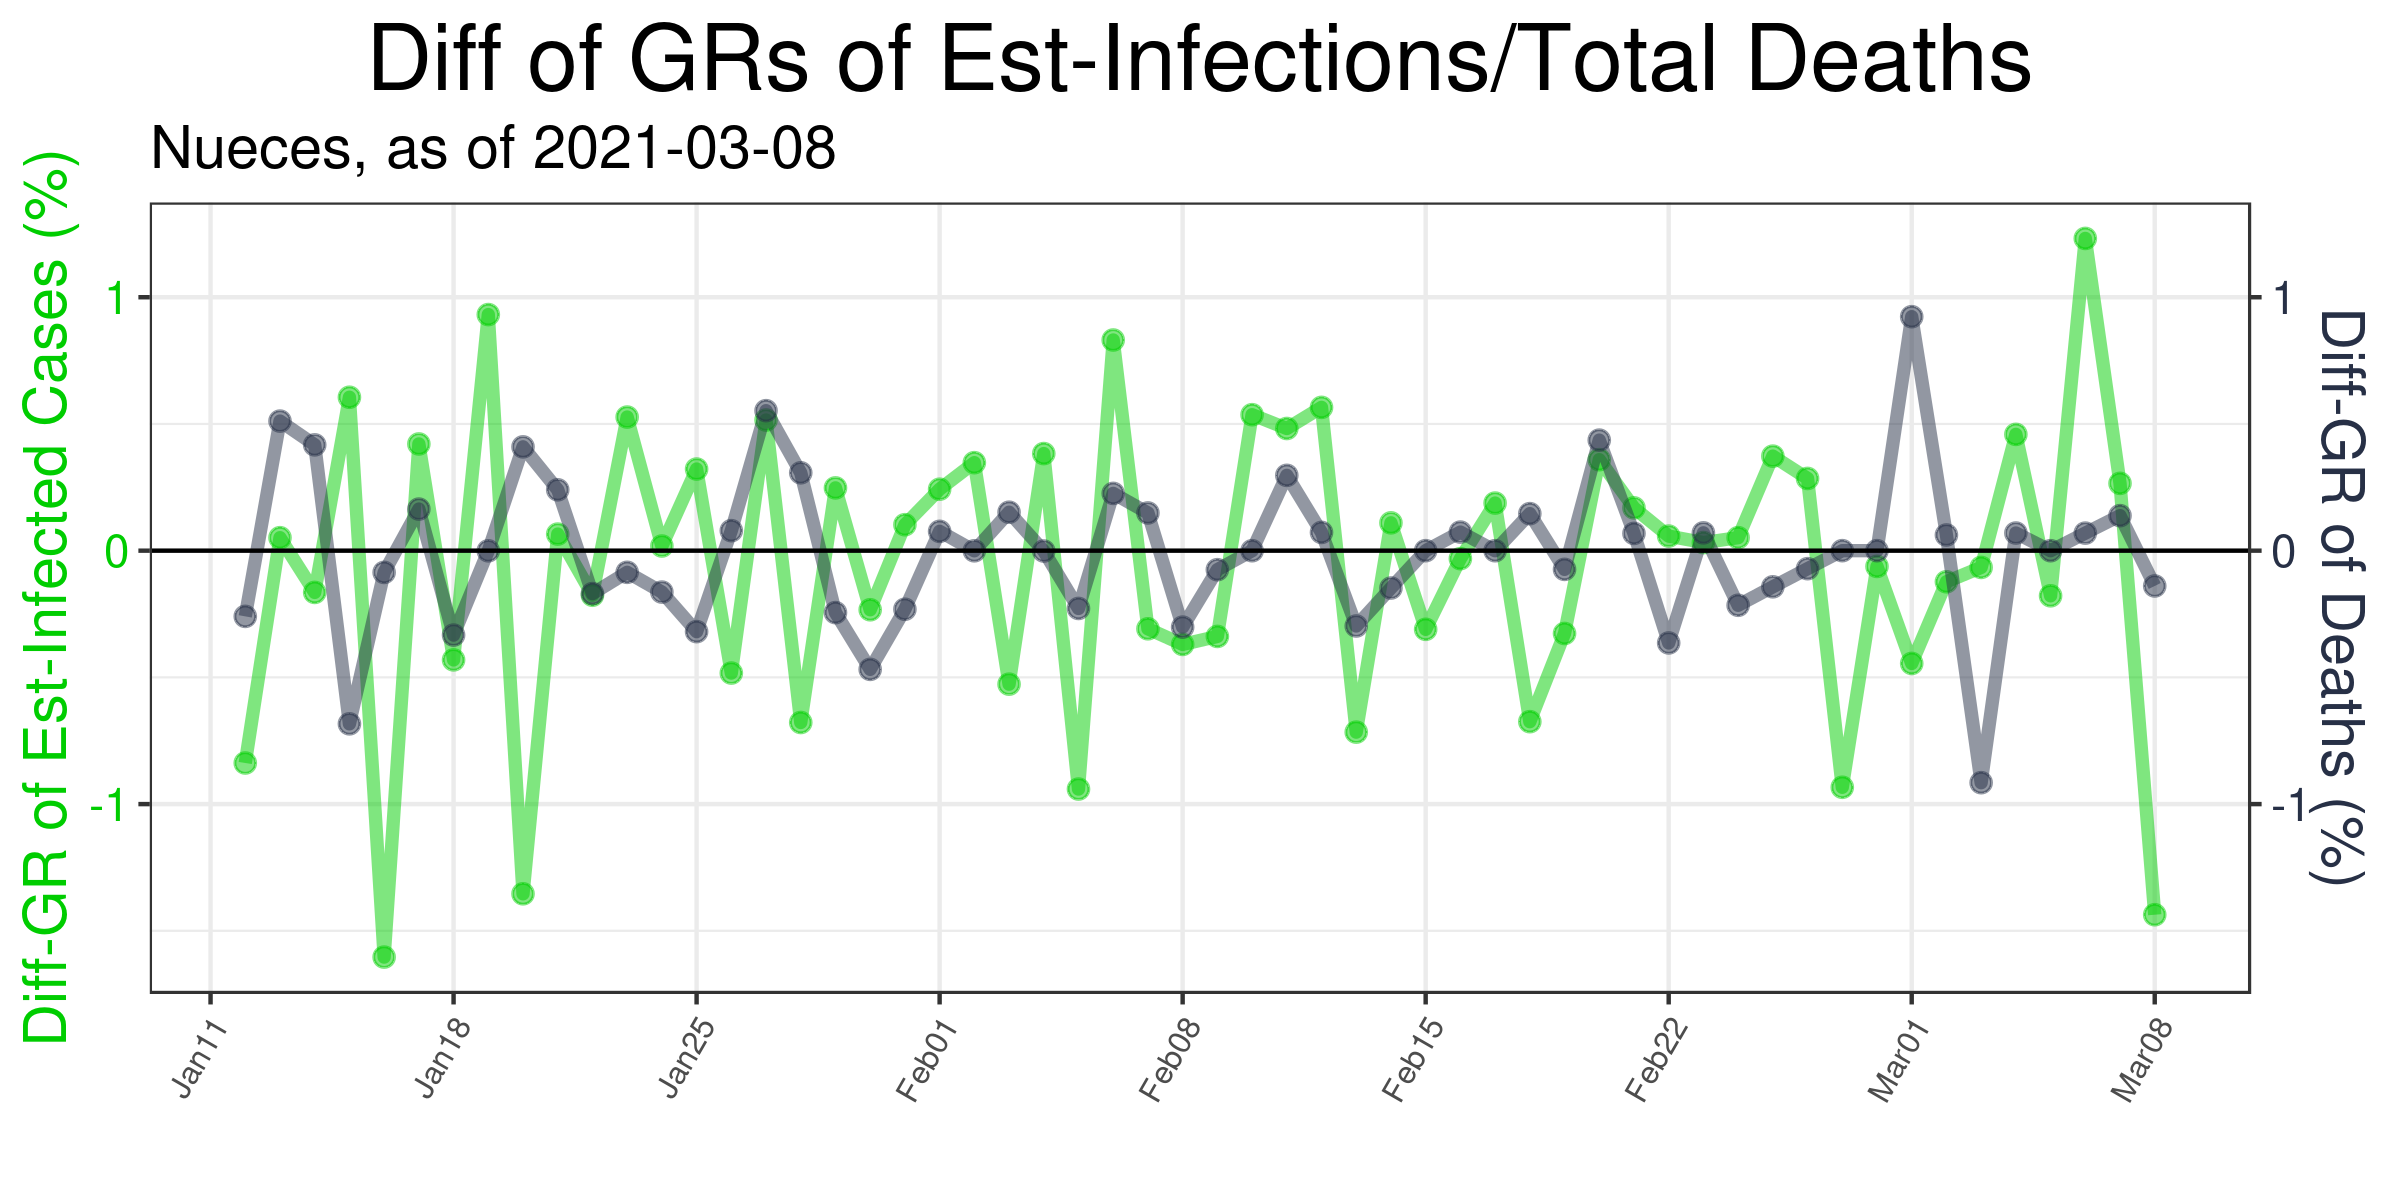 Diff of GRs of Est-Infections/Total Deaths
Nueces, as of 2021-03-08
Diff-GR of Est-Infected Cases (%)
1
0
-1
1
0
-1
Diff-GR of Deaths (%)
Jan11
Jan18
Jan25
Feb01
Feb08
Feb15
Feb22
Mar01
Mar08